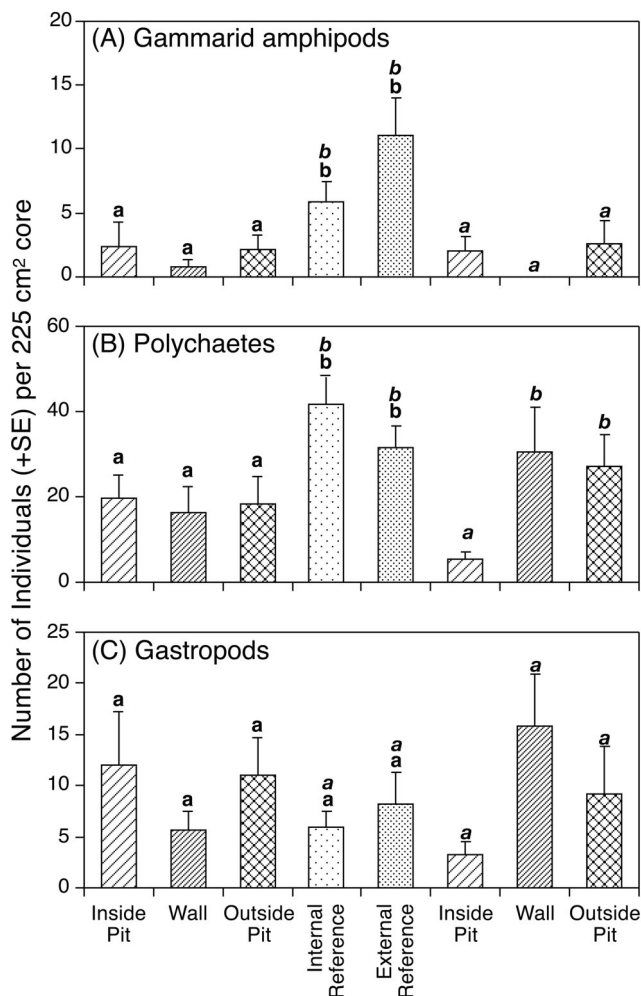 Number of Individuals (+SE) per 225 cm² core
(A) Gammarid amphipods
20
15
10
5
0
a
a
a
b
b
b
b
a
a
a
(B) Polychaetes
60
40
20
0
a
a
a
b
b
b
b
a
b
b
(C) Gastropods
25
20
15
10
5
0
a
a
a
a
a
a
a
a
a
a
Inside
Pit
Wall
Outside
Pit
Internal
Reference
External
Reference
Inside
Pit
Wall
Outside
Pit